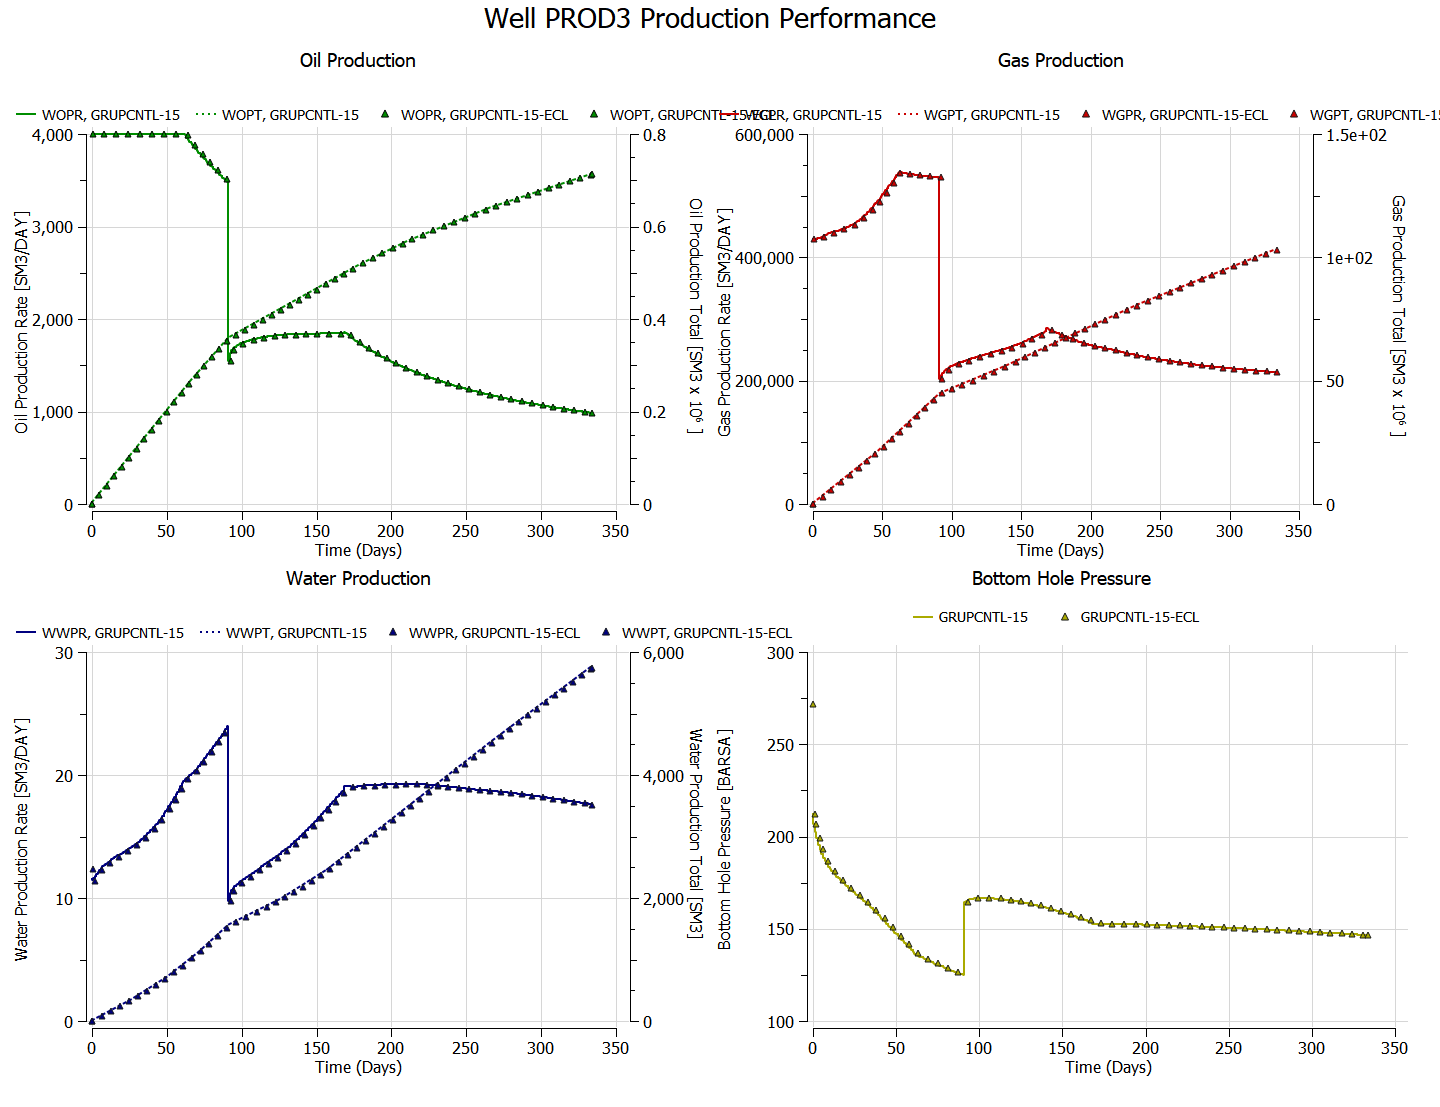 Well PROD3 Production Performance
Oil Production
WOPR, GRUPCNTL-15 WOPT, GRUPCNTL-15 WOPR, GRUPCNTL-15-ECL WOPT, GRUPCNTL-15-ECL
4,000
3,000
2,000
1,000
0
Oil Production Rate [SM3/DAY]
0.8
0.6
0.4
0.2
0
Oil Production Total [SM3 x 10⁶ ]
0 50 100 150 200 250 300 350
Time (Days)
Gas Production
WGPR, GRUPCNTL-15 WGPT, GRUPCNTL-15 WGPR, GRUPCNTL-15-ECL WGPT, GRUPCNTL-15
600,000
400,000
200,000
0
Gas Production Rate [SM3/DAY]
1.5e+02
1e+02
50
0
Gas Production Total [SM3 x 10⁶ ]
0 50 100 150 200 250 300 350
Time (Days)
Water Production
WWPR, GRUPCNTL-15 WWPT, GRUPCNTL-15 WWPR, GRUPCNTL-15-ECL WWPT, GRUPCNTL-15-ECL
30
20
10
0
Water Production Rate [SM3/DAY]
6,000
4,000
2,000
0
Water Production Total [SM3]
0 50 100 150 200 250 300 350
Time (Days)
Bottom Hole Pressure
GRUPCNTL-15 GRUPCNTL-15-ECL
300
250
200
150
100
Bottom Hole Pressure [BARSA]
0 50 100 150 200 250 300 350
Time (Days)